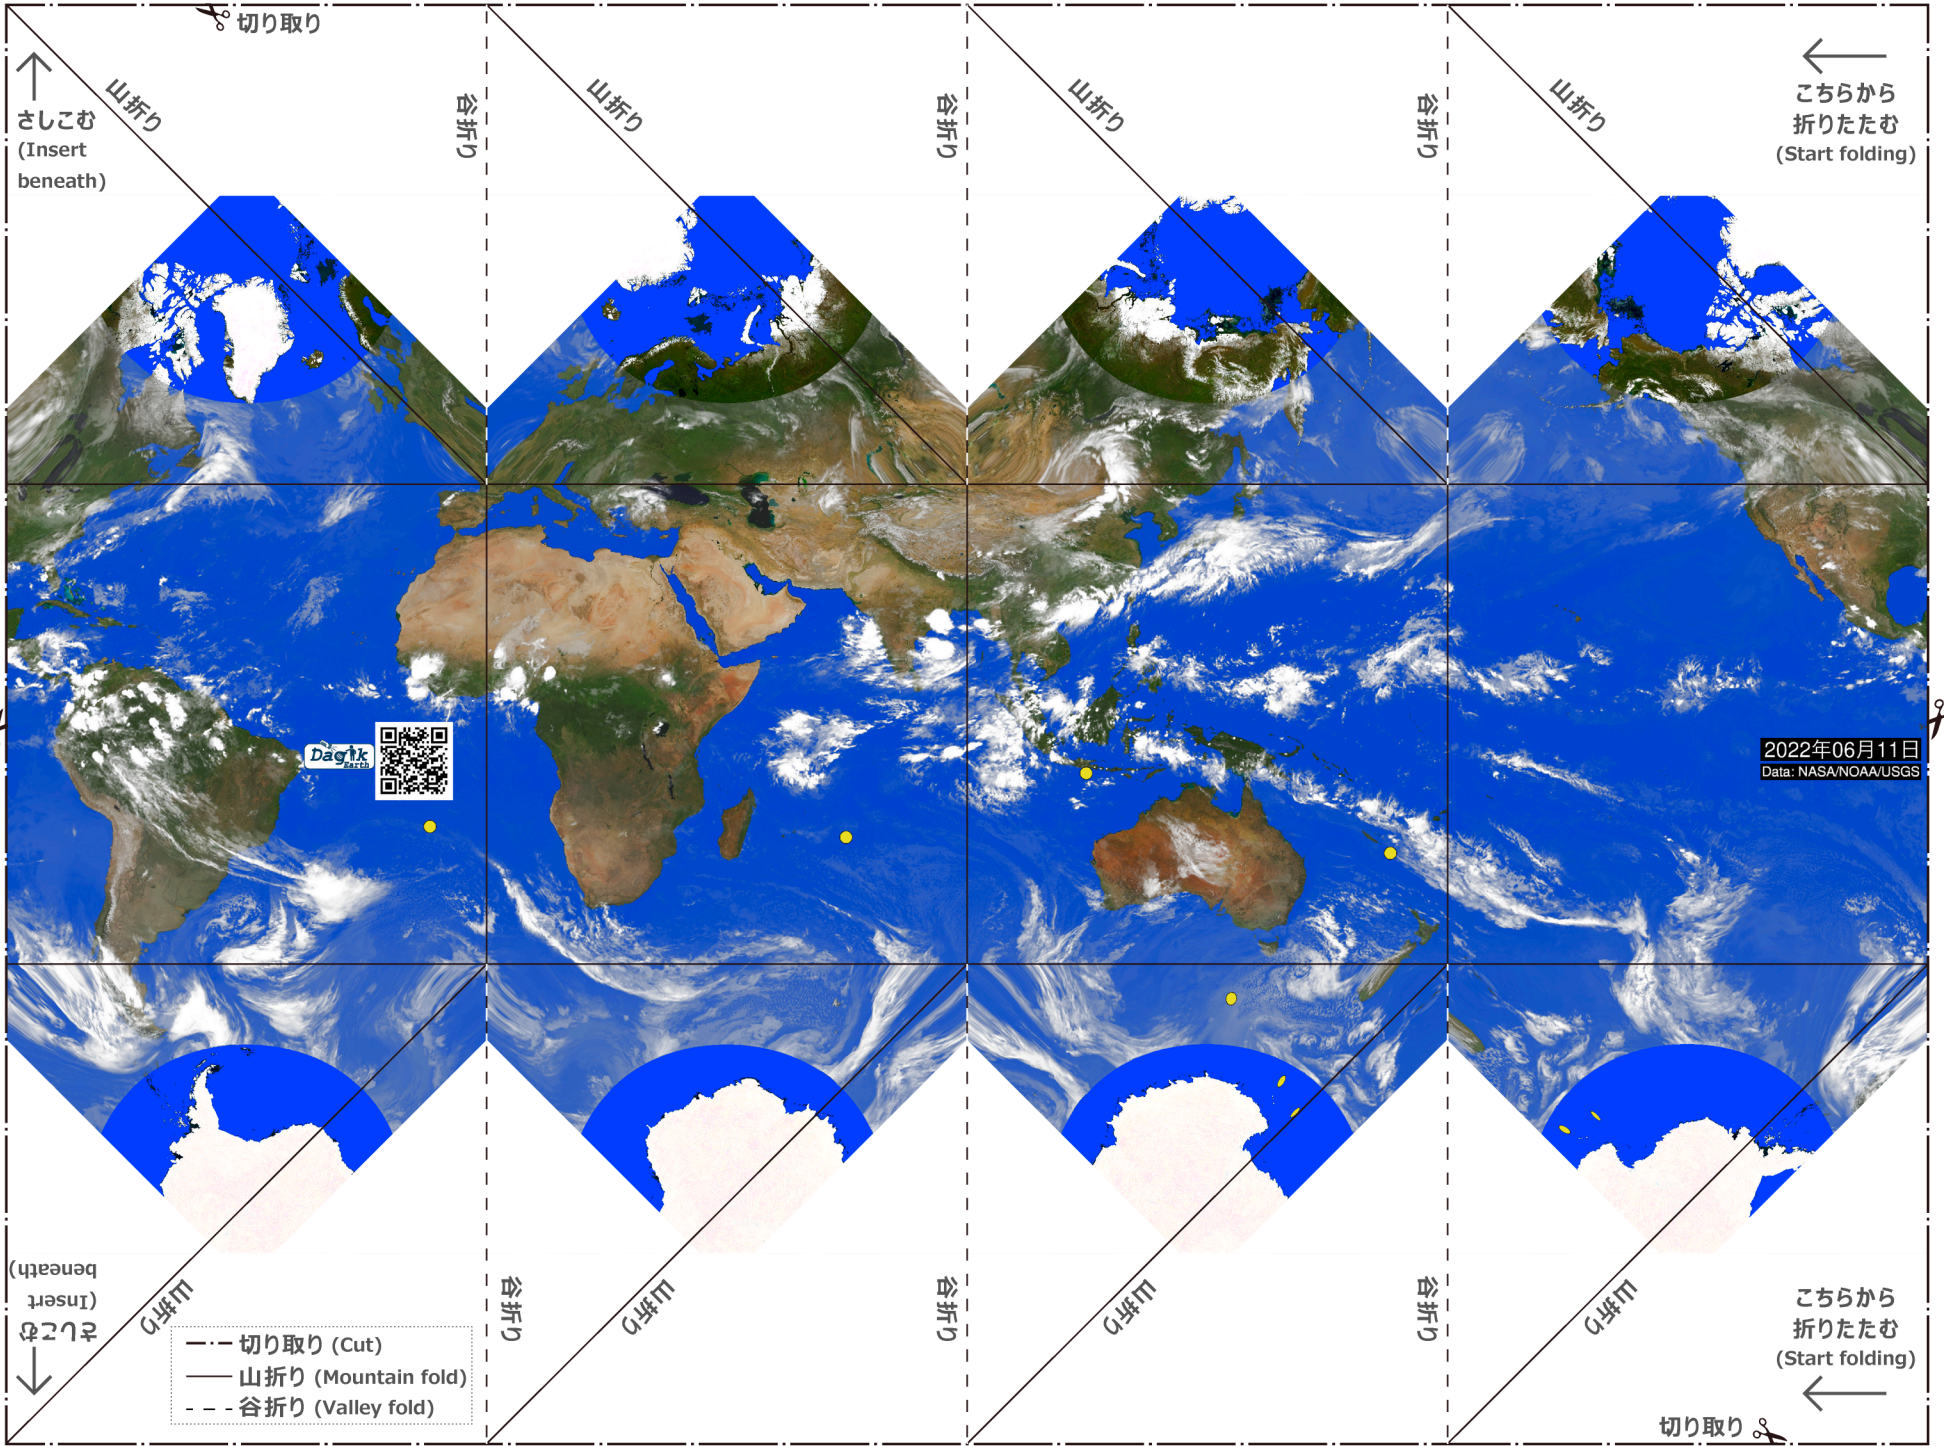 切り取り
山折り
谷折り
山折り
谷折り
山折り
谷折り
山折り
さしこむ
(Insert
beneath)
こちらから
折りたたむ
(Start folding)
Dagik
Earth
2022年06月11日
Data: NASA/NOAA/USGS
さしこむ
(Insert
beneath)
山折り
谷折り
山折り
谷折り
山折り
谷折り
山折り
こちらから
折りたたむ
(Start folding)
切り取り (Cut)
山折り (Mountain fold)
谷折り (Valley fold)
切り取り